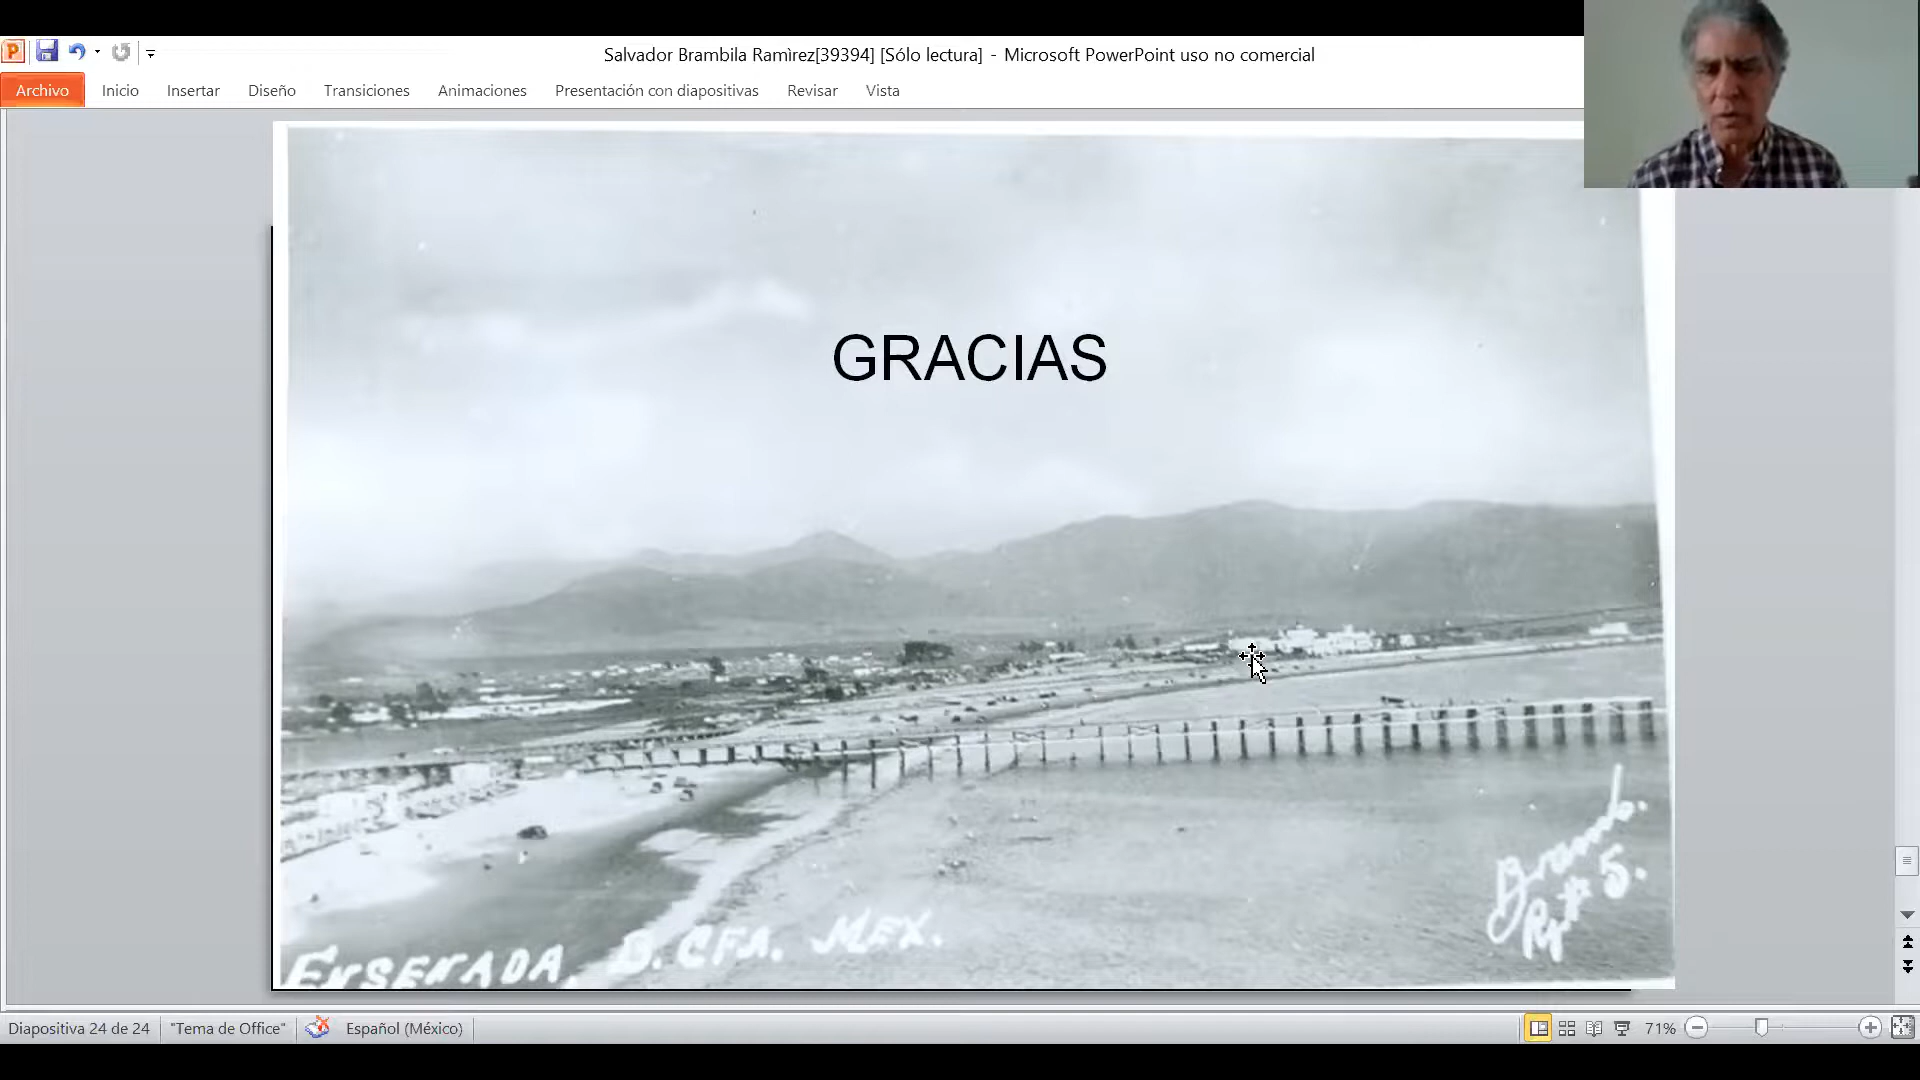 Salvador Brambila Ramìrez[39394] [Sólo lectura] - Microsoft PowerPoint uso no comercial
Archivo Inicio Insertar Diseño Transiciones Animaciones Presentación con diapositivas Revisar Vista
GRACIAS
ENSENADA. B. CFA. MEX.
5.
Diapositiva 24 de 24 "Tema de Office" Español (México) 71%